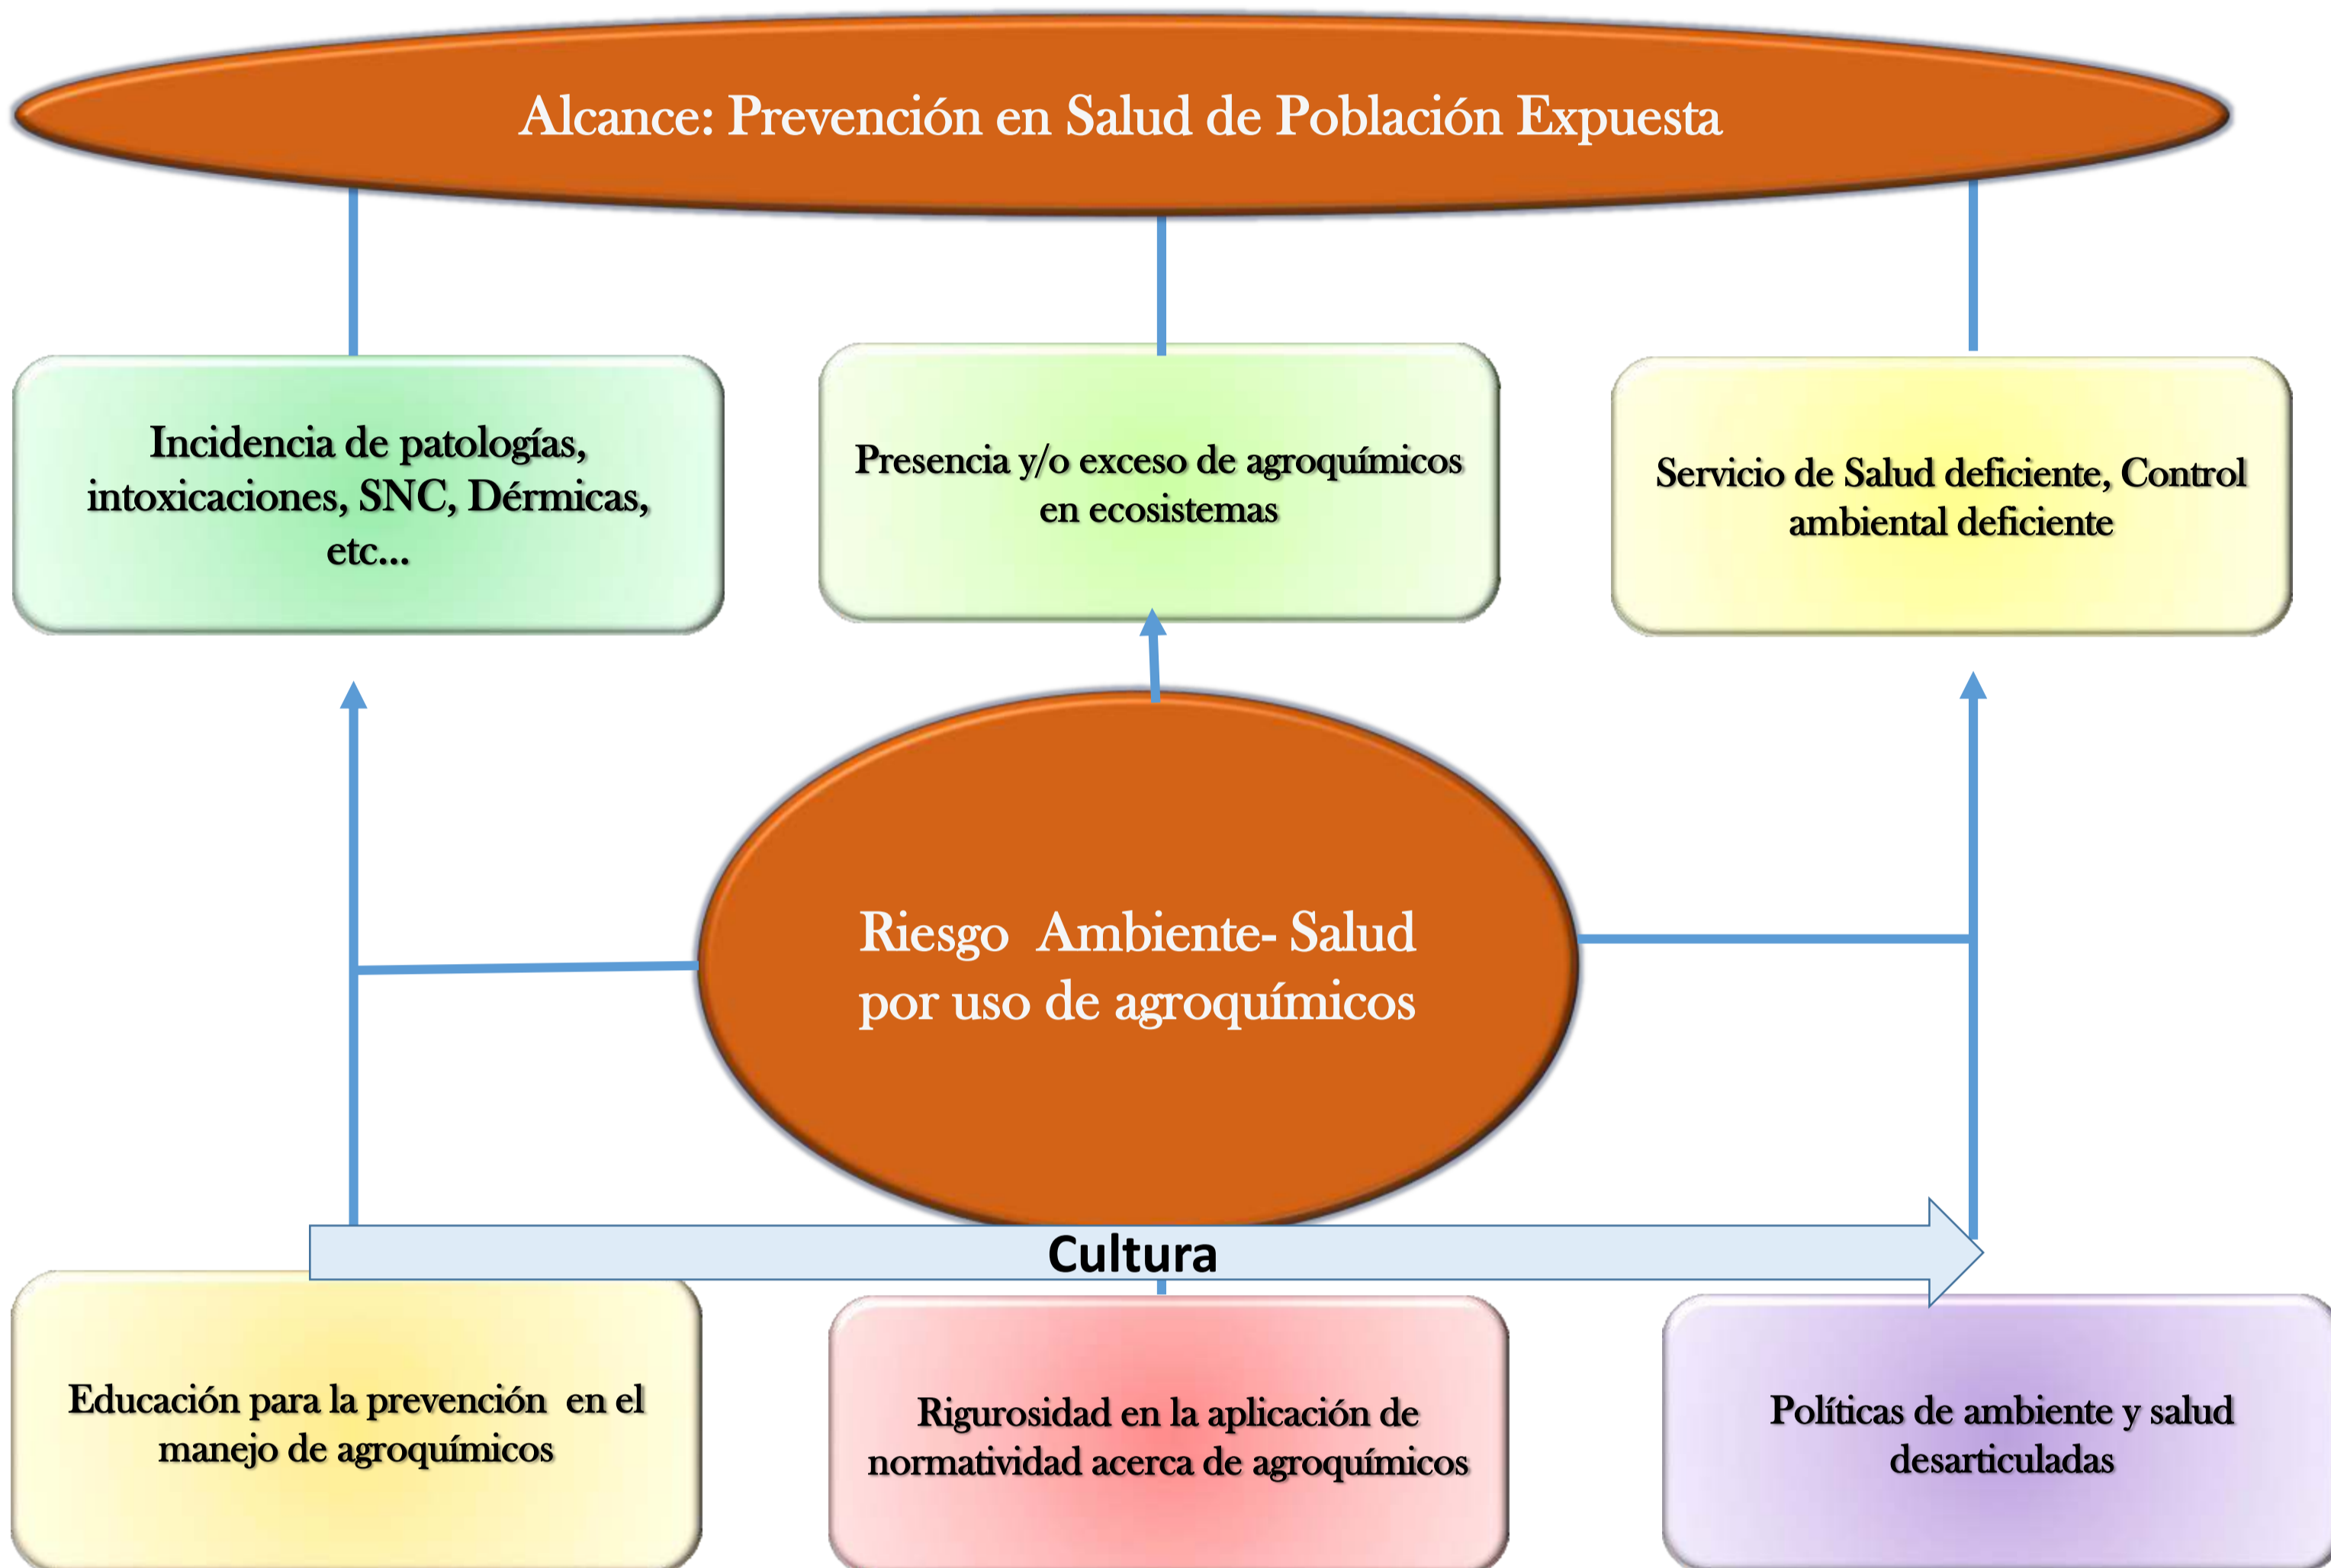 Alcance: Prevención en Salud de Población Expuesta
Incidencia de patologías,
intoxicaciones, SNC, Dérmicas,
etc...
Presencia y/o exceso de agroquímicos
en ecosistemas
Servicio de Salud deficiente, Control
ambiental deficiente
Riesgo Ambiente- Salud
por uso de agroquímicos
Cultura
Educación para la prevención en el
manejo de agroquímicos
Rigurosidad en la aplicación de
normatividad acerca de agroquímicos
Políticas de ambiente y salud
desarticuladas